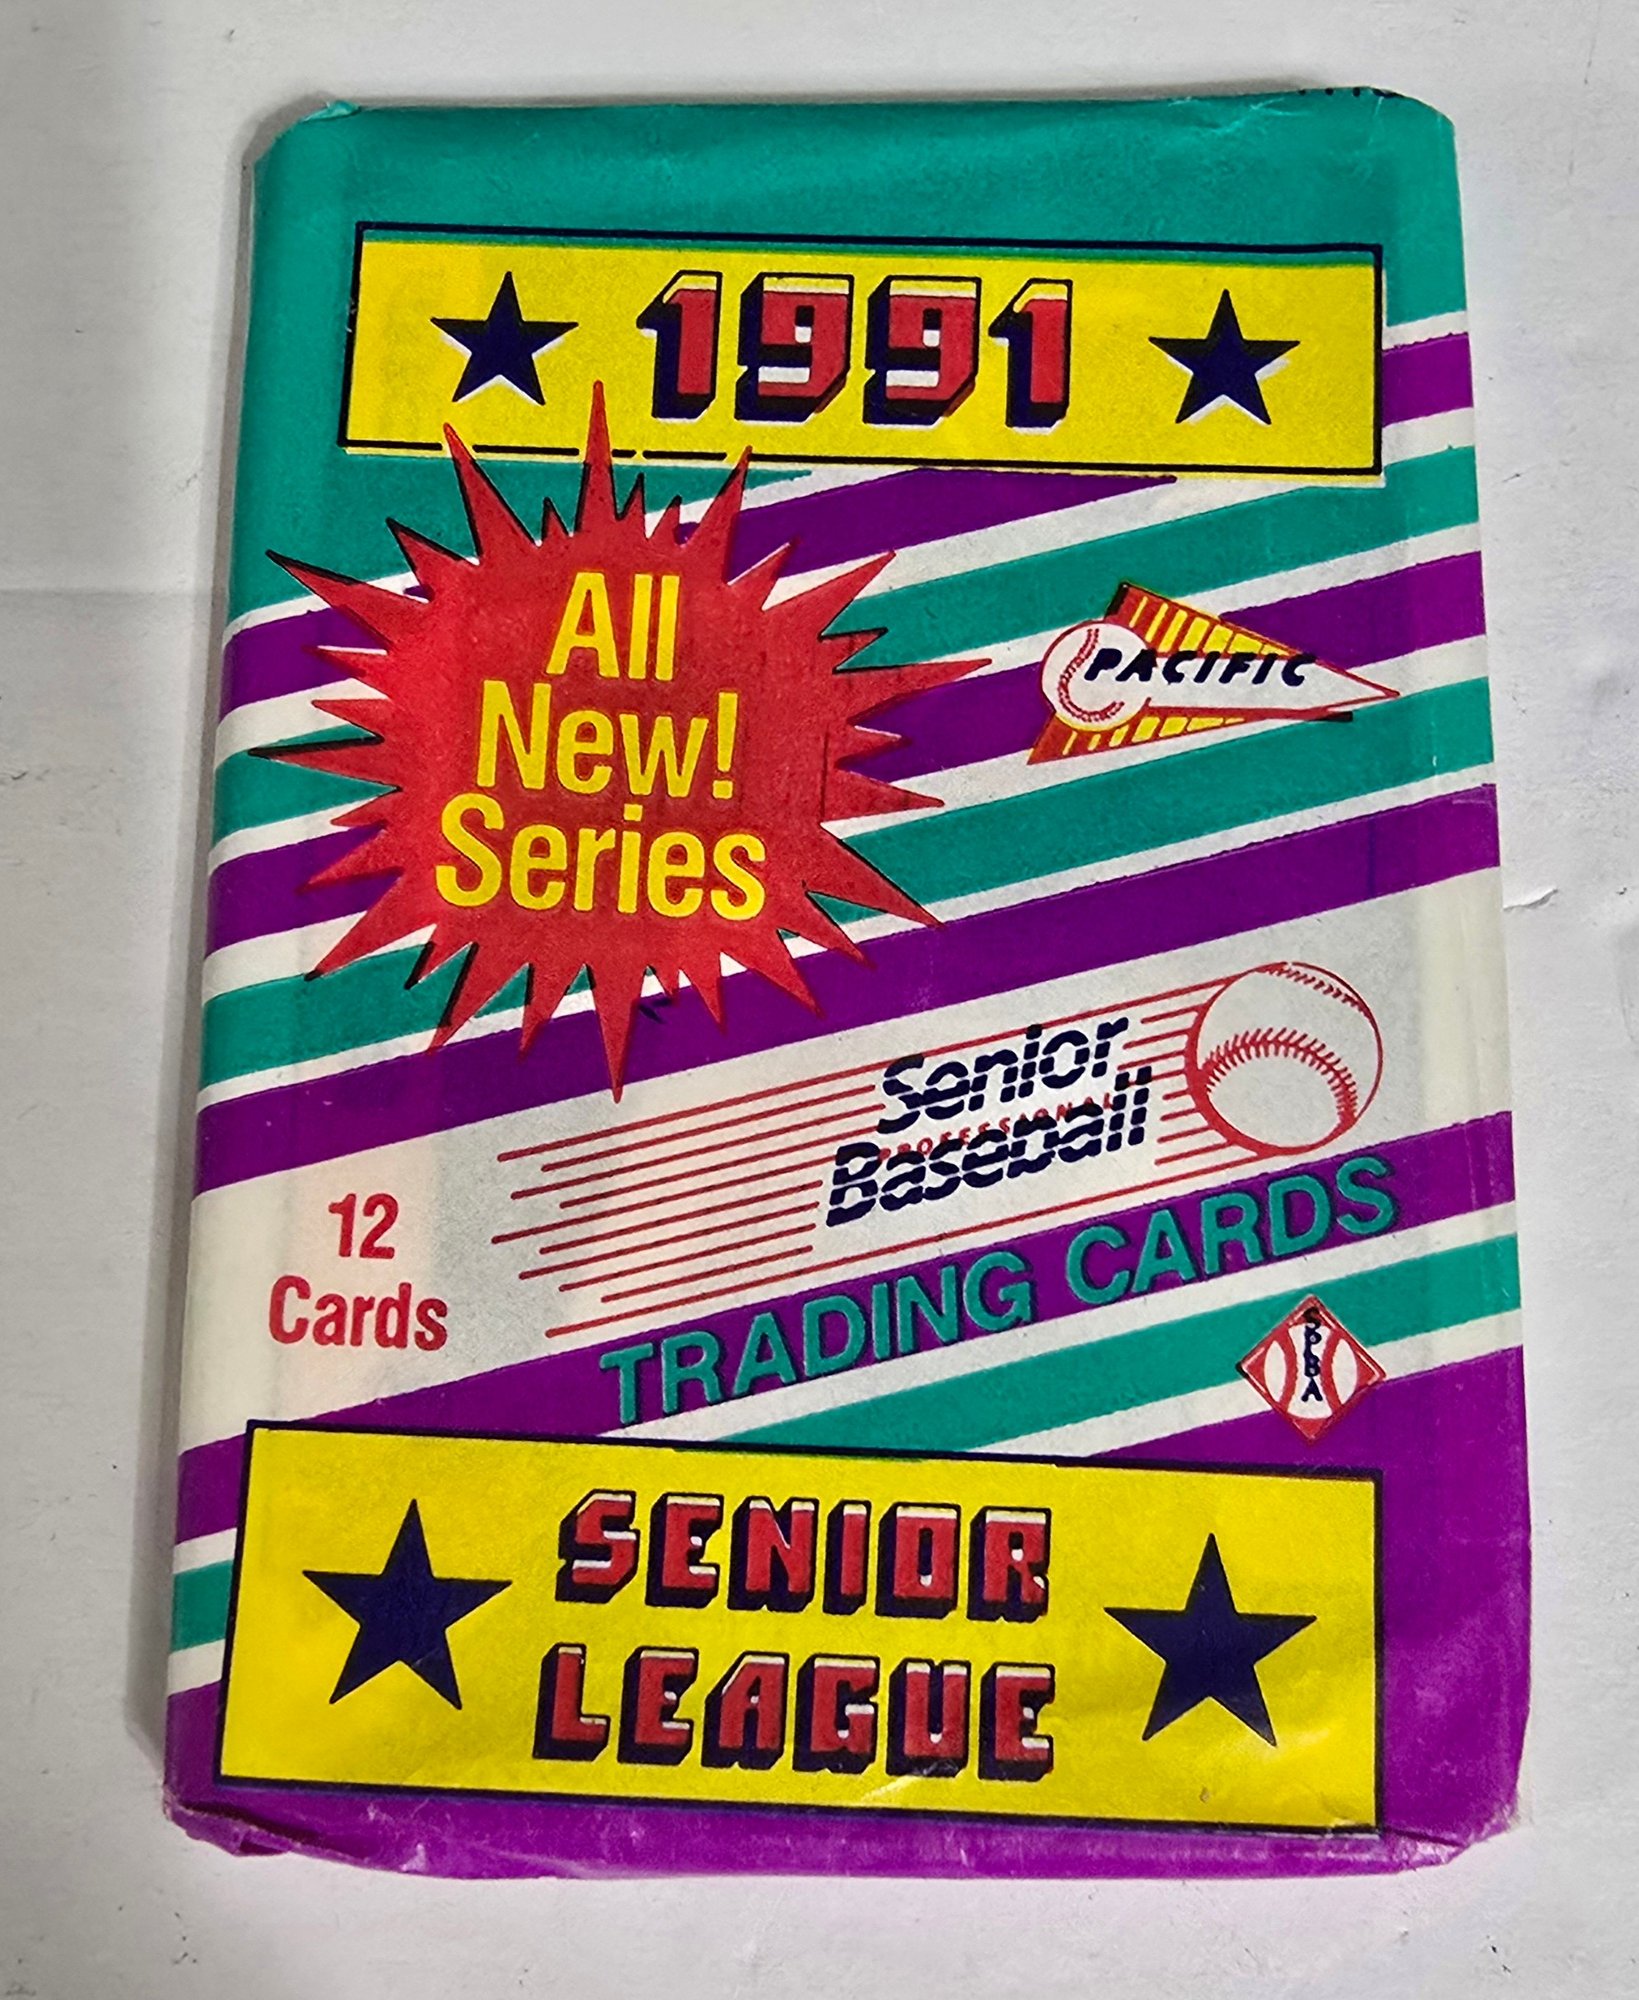 1991
All
New!
Series
PACIFIC
Senior
PROFESSIONAL
Baseball
12
Cards
TRADING CARDS
SPBA
SENIOR
LEAGUE